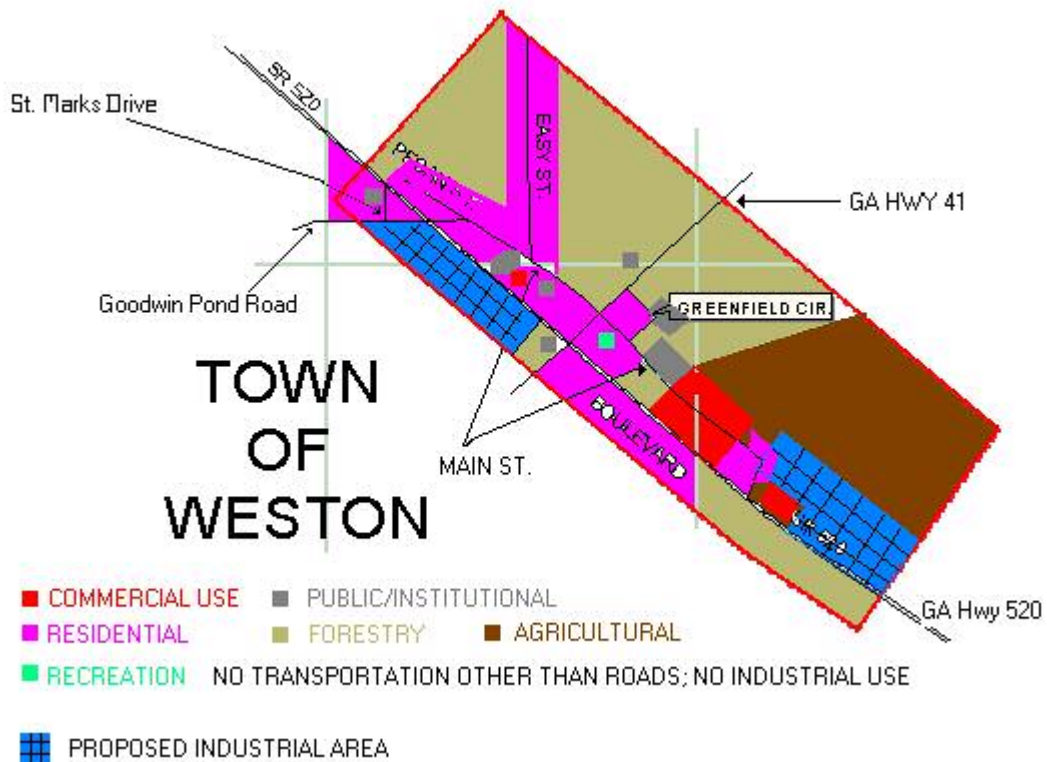 SR 520
St. Marks Drive
EASY ST.
GA HWY 41
Goodwin Pond Road
GREENFIELD CIR.
TOWN
OF
WESTON
BOULEVARD
MAIN ST.
GA Hwy 520
COMMERCIAL USE
PUBLIC/INSTITUTIONAL
RESIDENTIAL
FORESTRY
AGRICULTURAL
RECREATION
NO TRANSPORTATION OTHER THAN ROADS; NO INDUSTRIAL USE
PROPOSED INDUSTRIAL AREA